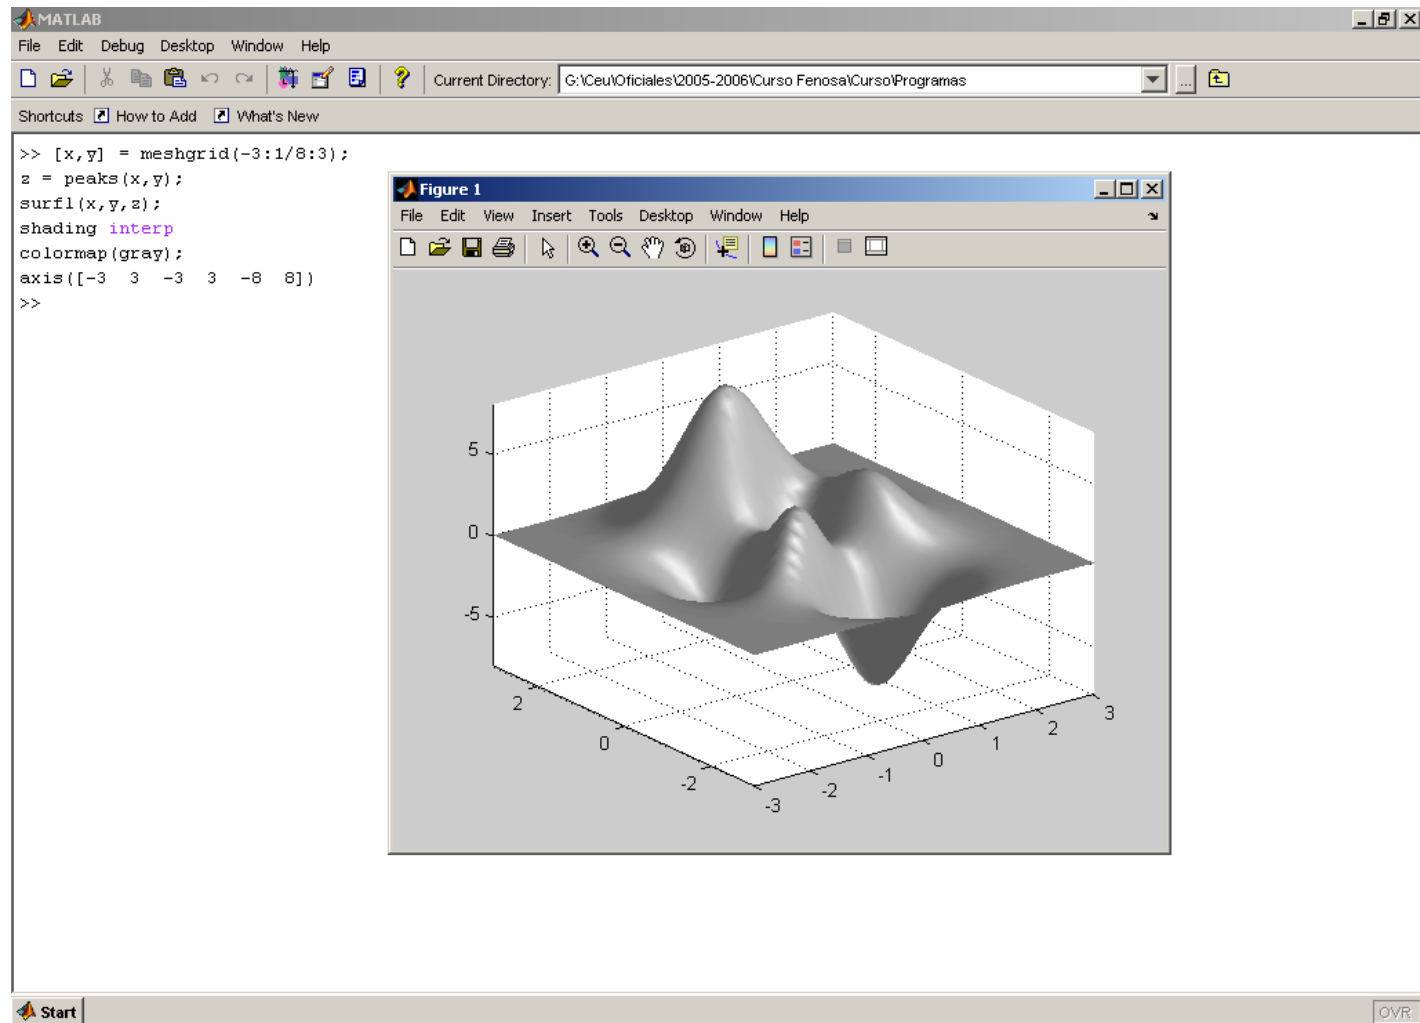 MATLAB
File Edit Debug Desktop Window Help
Current Directory: G:\Ceu\Oficiales\2005-2006\Curso Fenosa\Curso\Programas
...
Shortcuts How to Add What's New
>> [x,y] = meshgrid(-3:1/8:3);
z = peaks(x,y);
surfl(x,y,z);
shading interp
colormap(gray);
axis([-3 3 -3 3 -8 8])
>>
Figure 1
File Edit View Insert Tools Desktop Window Help
5
0
-5
2
0
-2
-3
-2
-1
0
1
2
3
Start
OVR